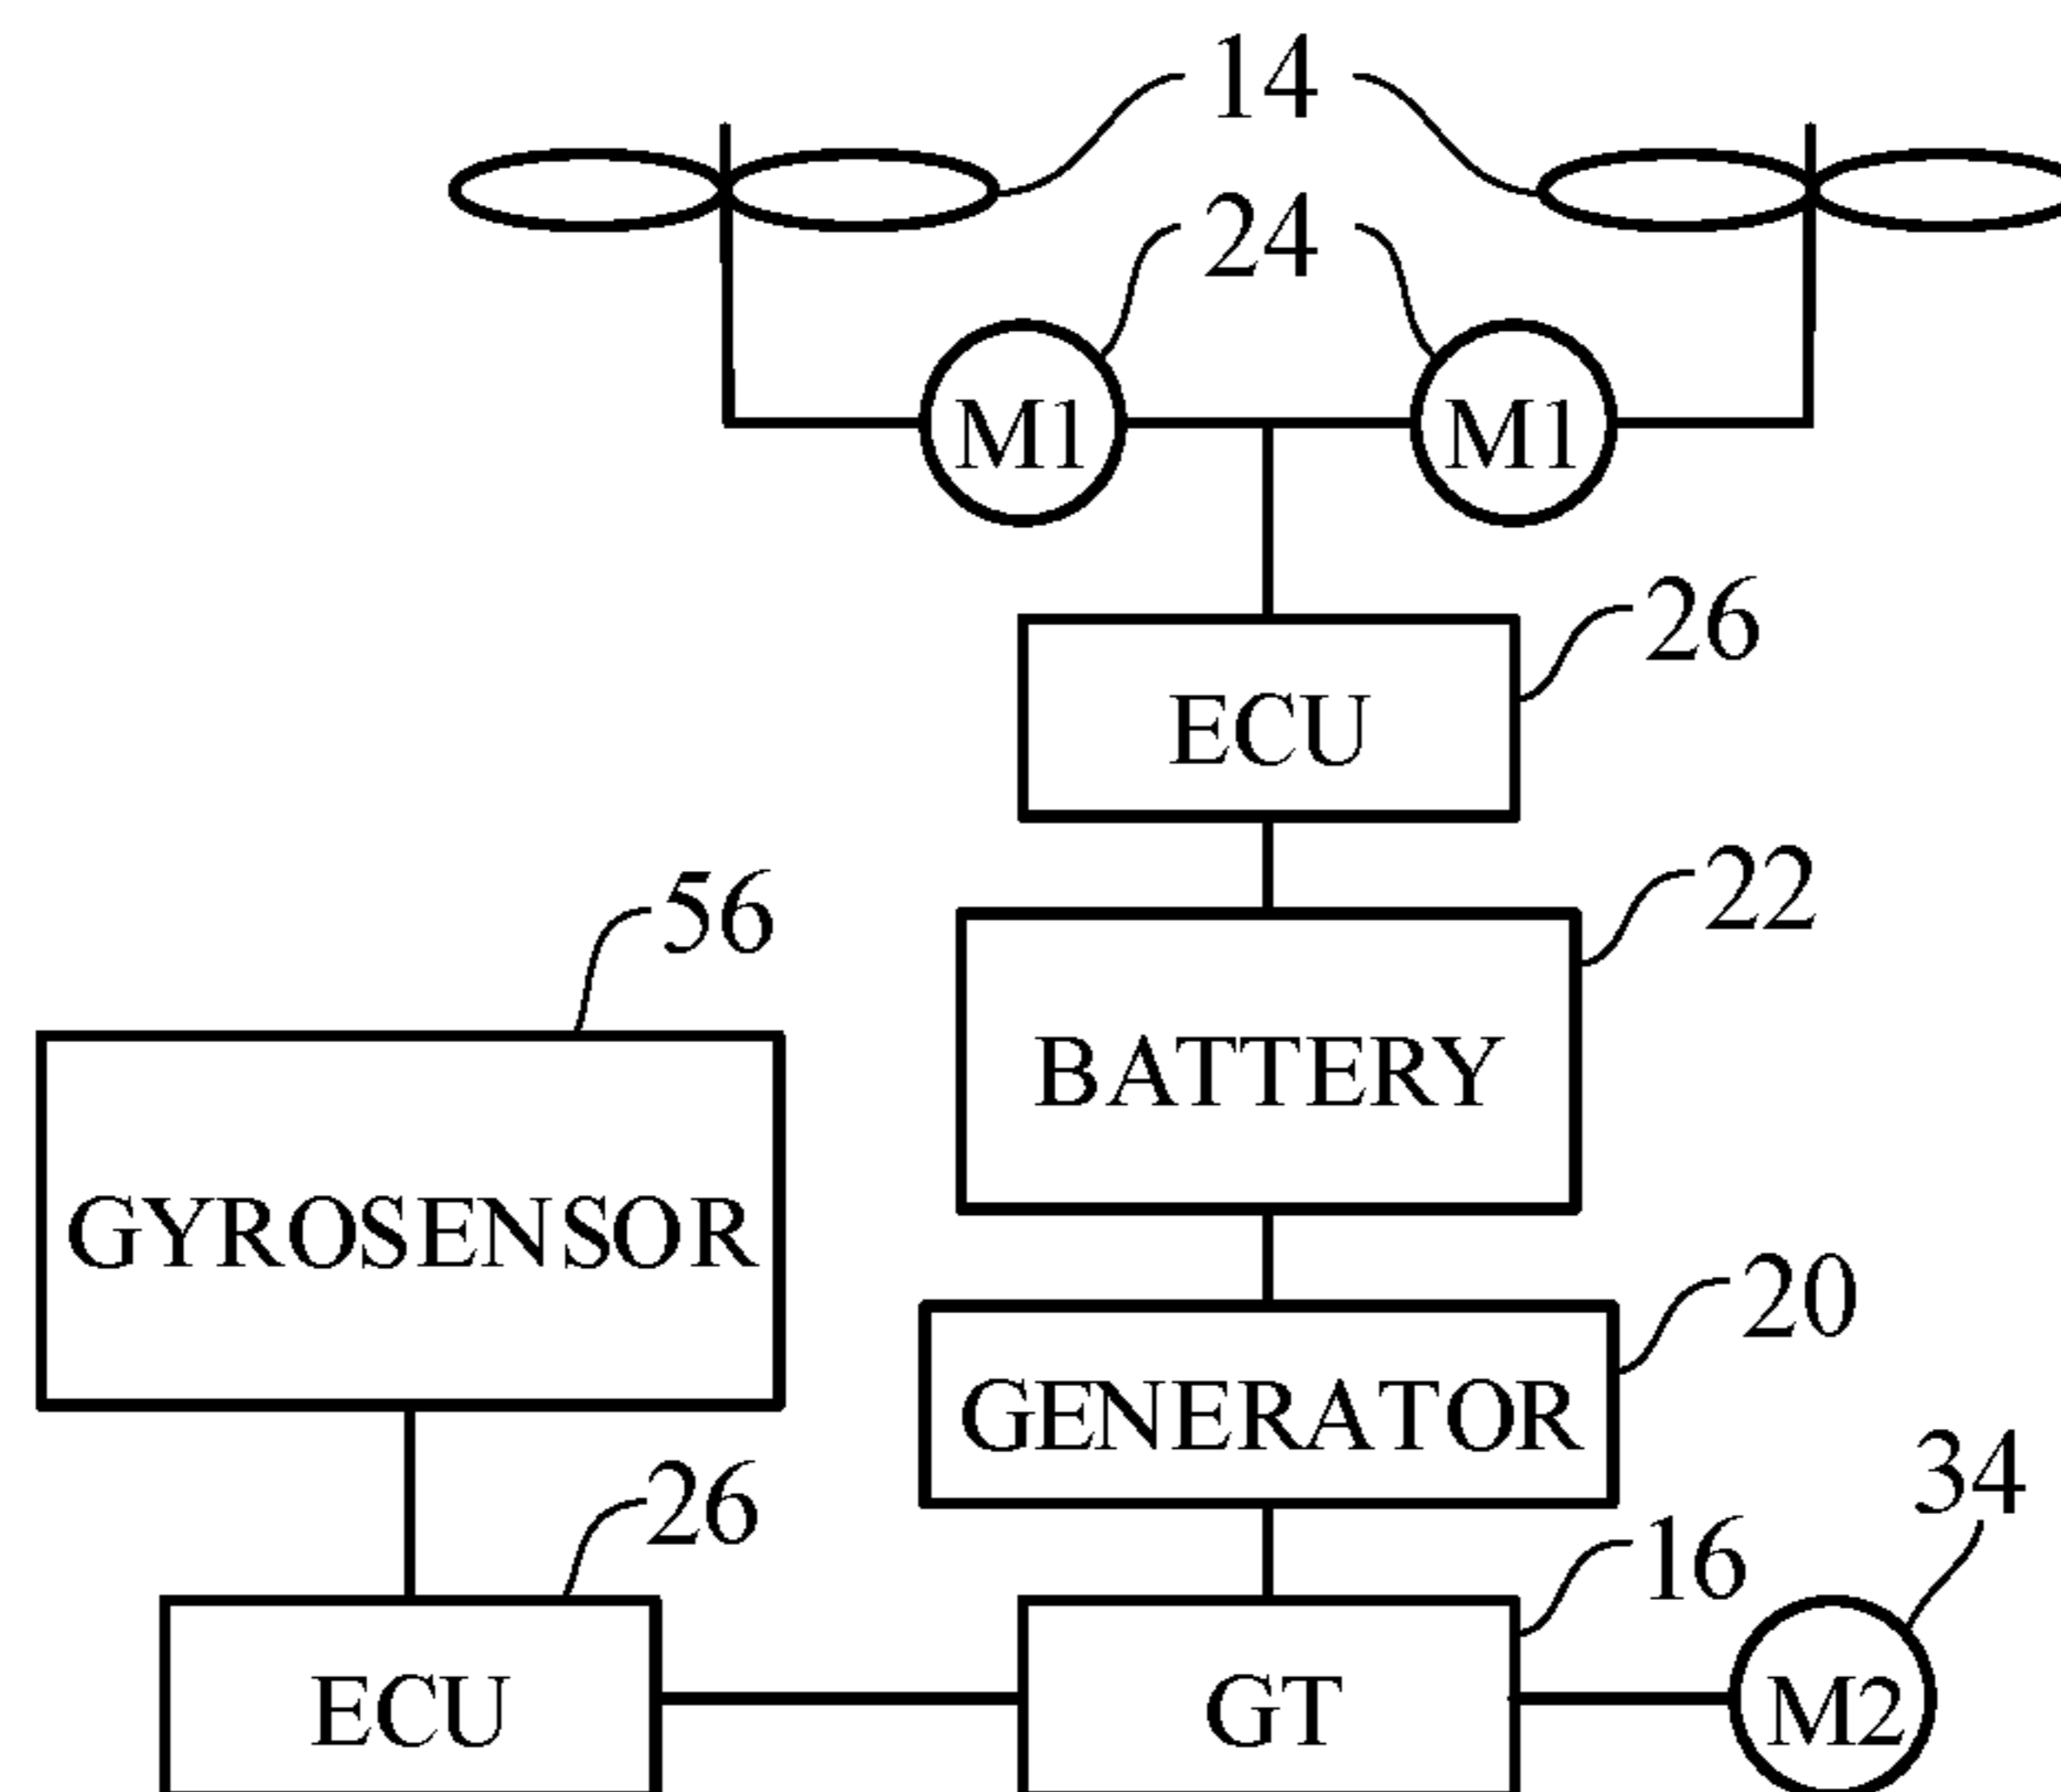 14
24
M1 M1
26
ECU
22
56
BATTERY
GYROSENSOR
20
GENERATOR
34
26
16
ECU
GT
M2